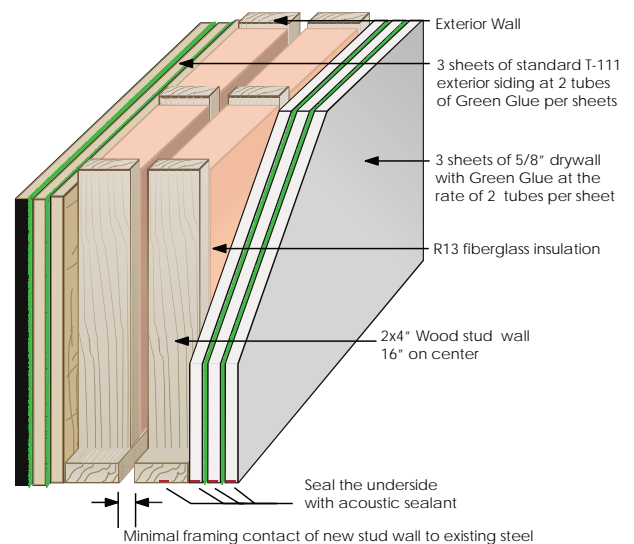 Exterior Wall
3 sheets of standard T-111
exterior siding at 2 tubes
of Green Glue per sheets
3 sheets of 5/8" drywall
with Green Glue at the
rate of 2 tubes per sheet
R13 fiberglass insulation
2x4" Wood stud wall
16" on center
Seal the underside
with acoustic sealant
Minimal framing contact of new stud wall to existing steel